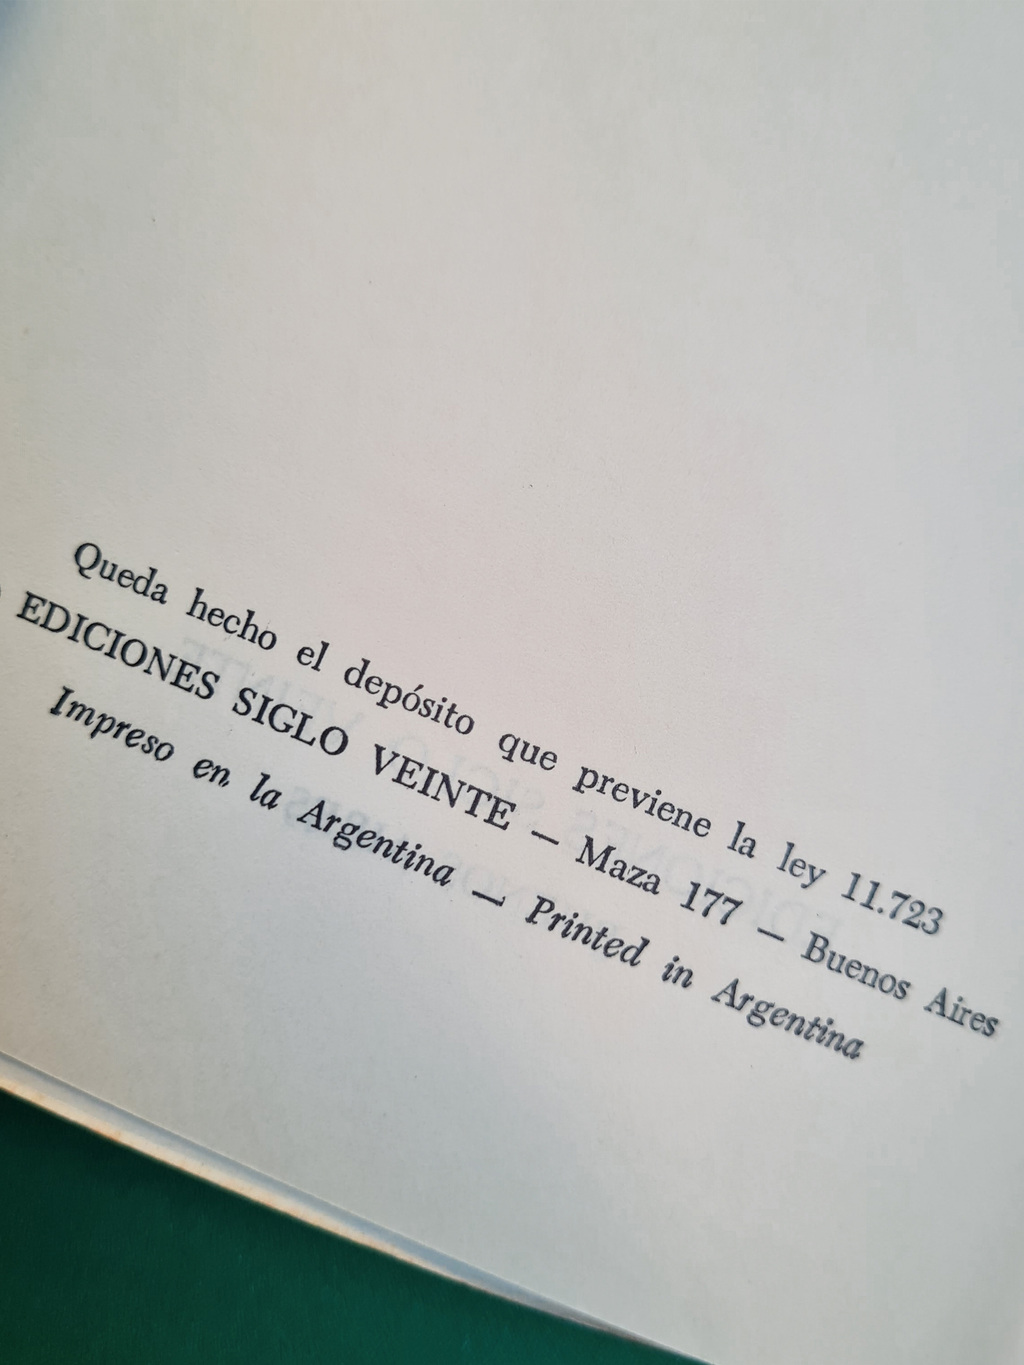 Queda hecho el depósito que previene la ley 11.723
EDICIONES SIGLO VEINTE — Maza 177 — Buenos Aires
Impreso en la Argentina — Printed in Argentina